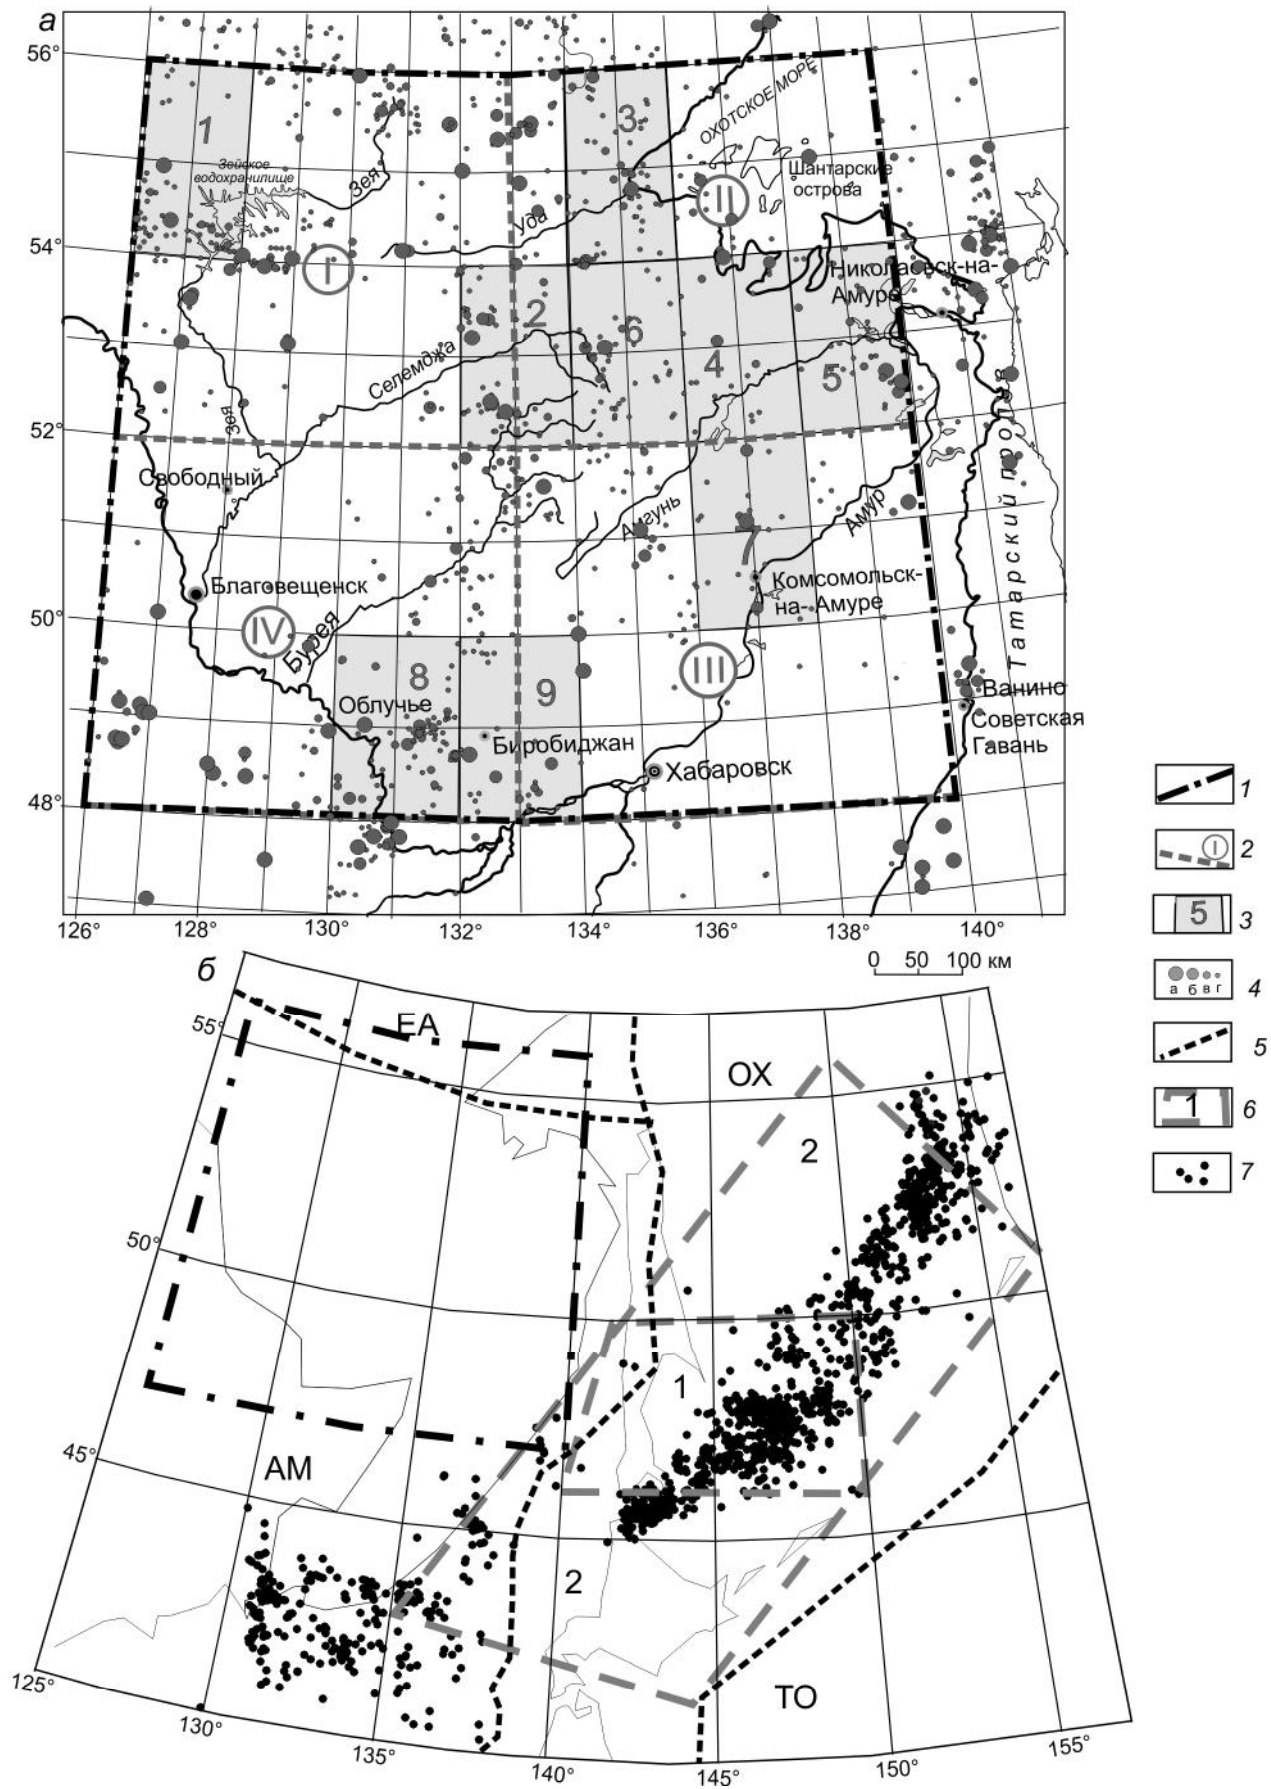 а
56°
54°
52°
50°
48°
126°
128°
130°
132°
134°
136°
138°
140°
1
3
Зейское
водохранилище
Зея
Уда
ОХОТСКОЕ МОРЕ
Шантарские
острова
II
I
Николаевск-на-
Амуре
2
6
4
5
Селемджа
Зея
Свободный
Амгунь
Амур
7
Татарский пролив
Благовещенск
Комсомольск-
на- Амуре
IV
Бурея
III
8
9
Облучье
Биробиджан
Хабаровск
Ванино
Советская
Гавань
0 50 100 км
I
5
а б в г
1
1
2
3
4
5
6
7
б
55°
50°
45°
125°
130°
135°
140°
145°
150°
155°
ЕА
ОХ
2
1
АМ
2
ТО